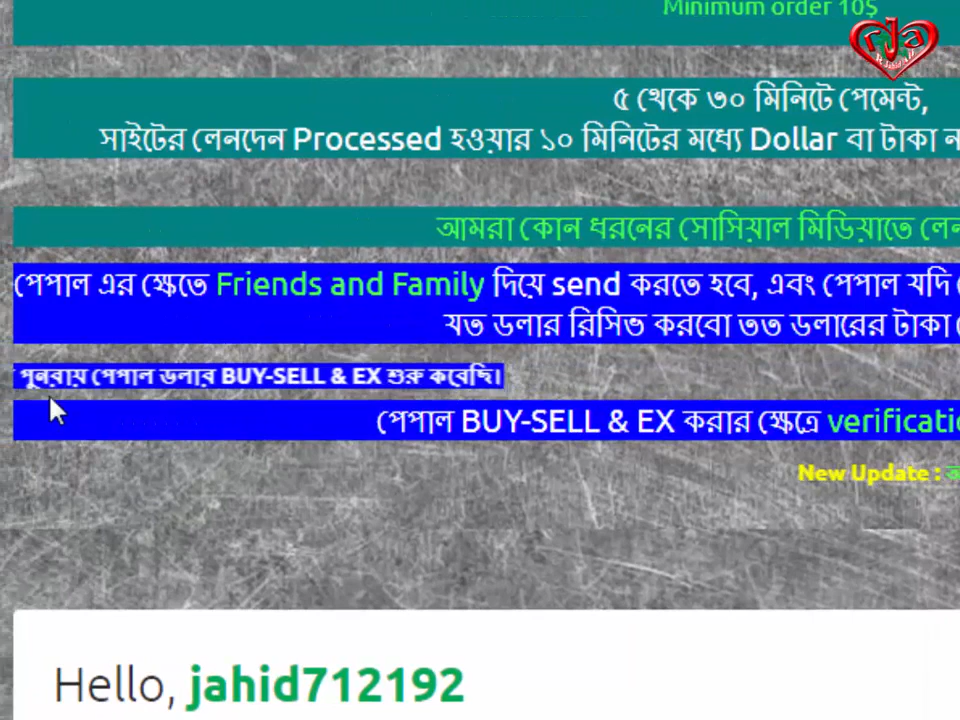 Minimum order 10$
rja
৫ থেকে ৩০ মিনিটে পেমেন্ট,
সাইটের লেনদেন Processed হওয়ার ১০ মিনিটের মধ্যে Dollar বা টাকা
আমরা কোন ধরনের সোসিয়াল মিডিয়াতে
পেপাল এর ক্ষেতে Friends and Family দিয়ে send করতে হবে, এবং পেপাল যদি
যত ডলার রিসিভ করবো তত ডলারের টাকা
পুনরায় পেপাল ডলার BUY-SELL & EX শুরু করেছি।
পেপাল BUY-SELL & EX করার ক্ষেত্রে
New Update :
Hello, jahid712192